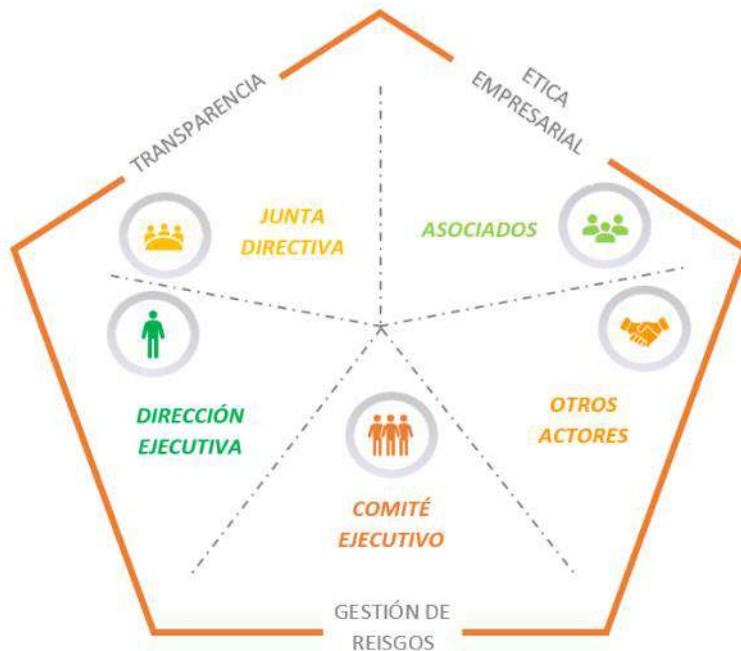 TRANSPARENCIA
ETICA
EMPRESARIAL
JUNTA
DIRECTIVA
ASOCIADOS
DIRECCIÓN
EJECUTIVA
OTROS
ACTORES
COMITÉ
EJECUTIVO
GESTIÓN DE
REISGOS